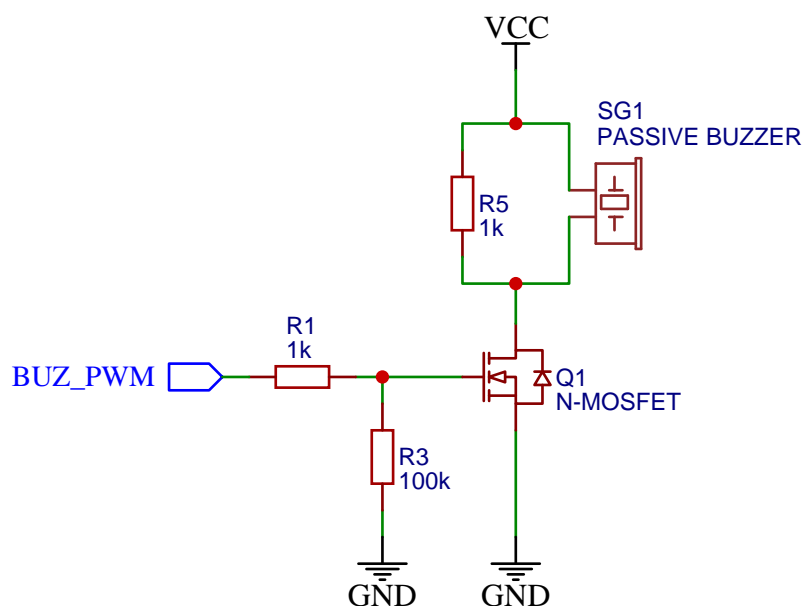 VCC
SG1
PASSIVE BUZZER
R5
1k
R1
1k
BUZ_PWM
Q1
N-MOSFET
R3
100k
GND
GND